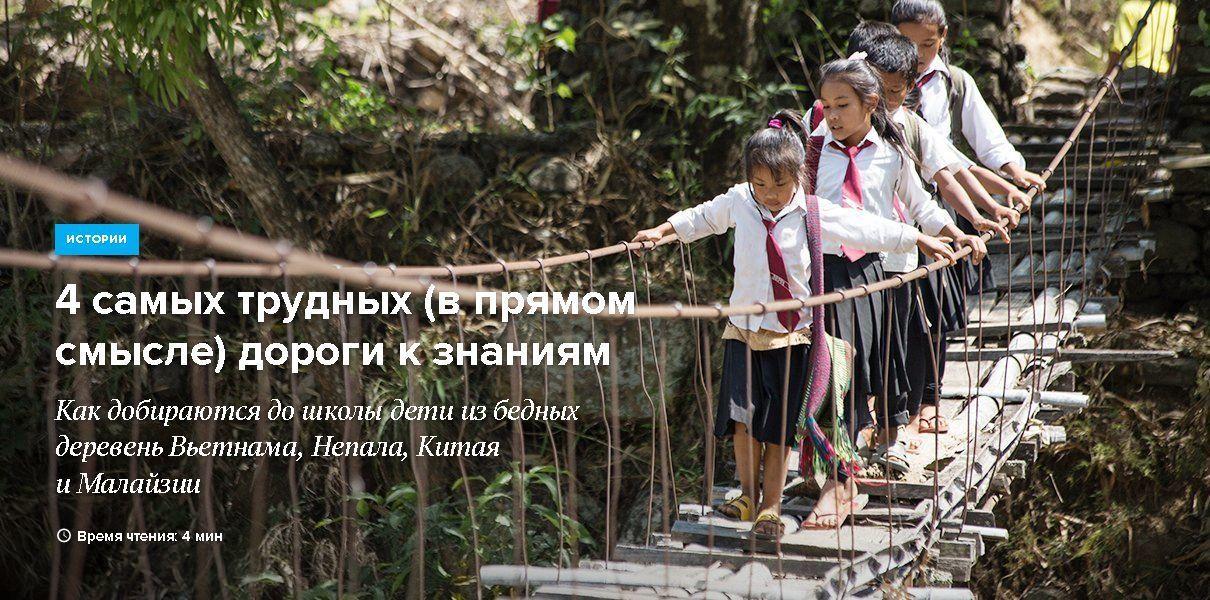 ИСТОРИИ
4 самых трудных (в прямом
смысле) дороги к знаниям
Как добираются до школы дети из бедных
деревень Вьетнама, Непала, Китая
и Малайзии
Время чтения: 4 мин